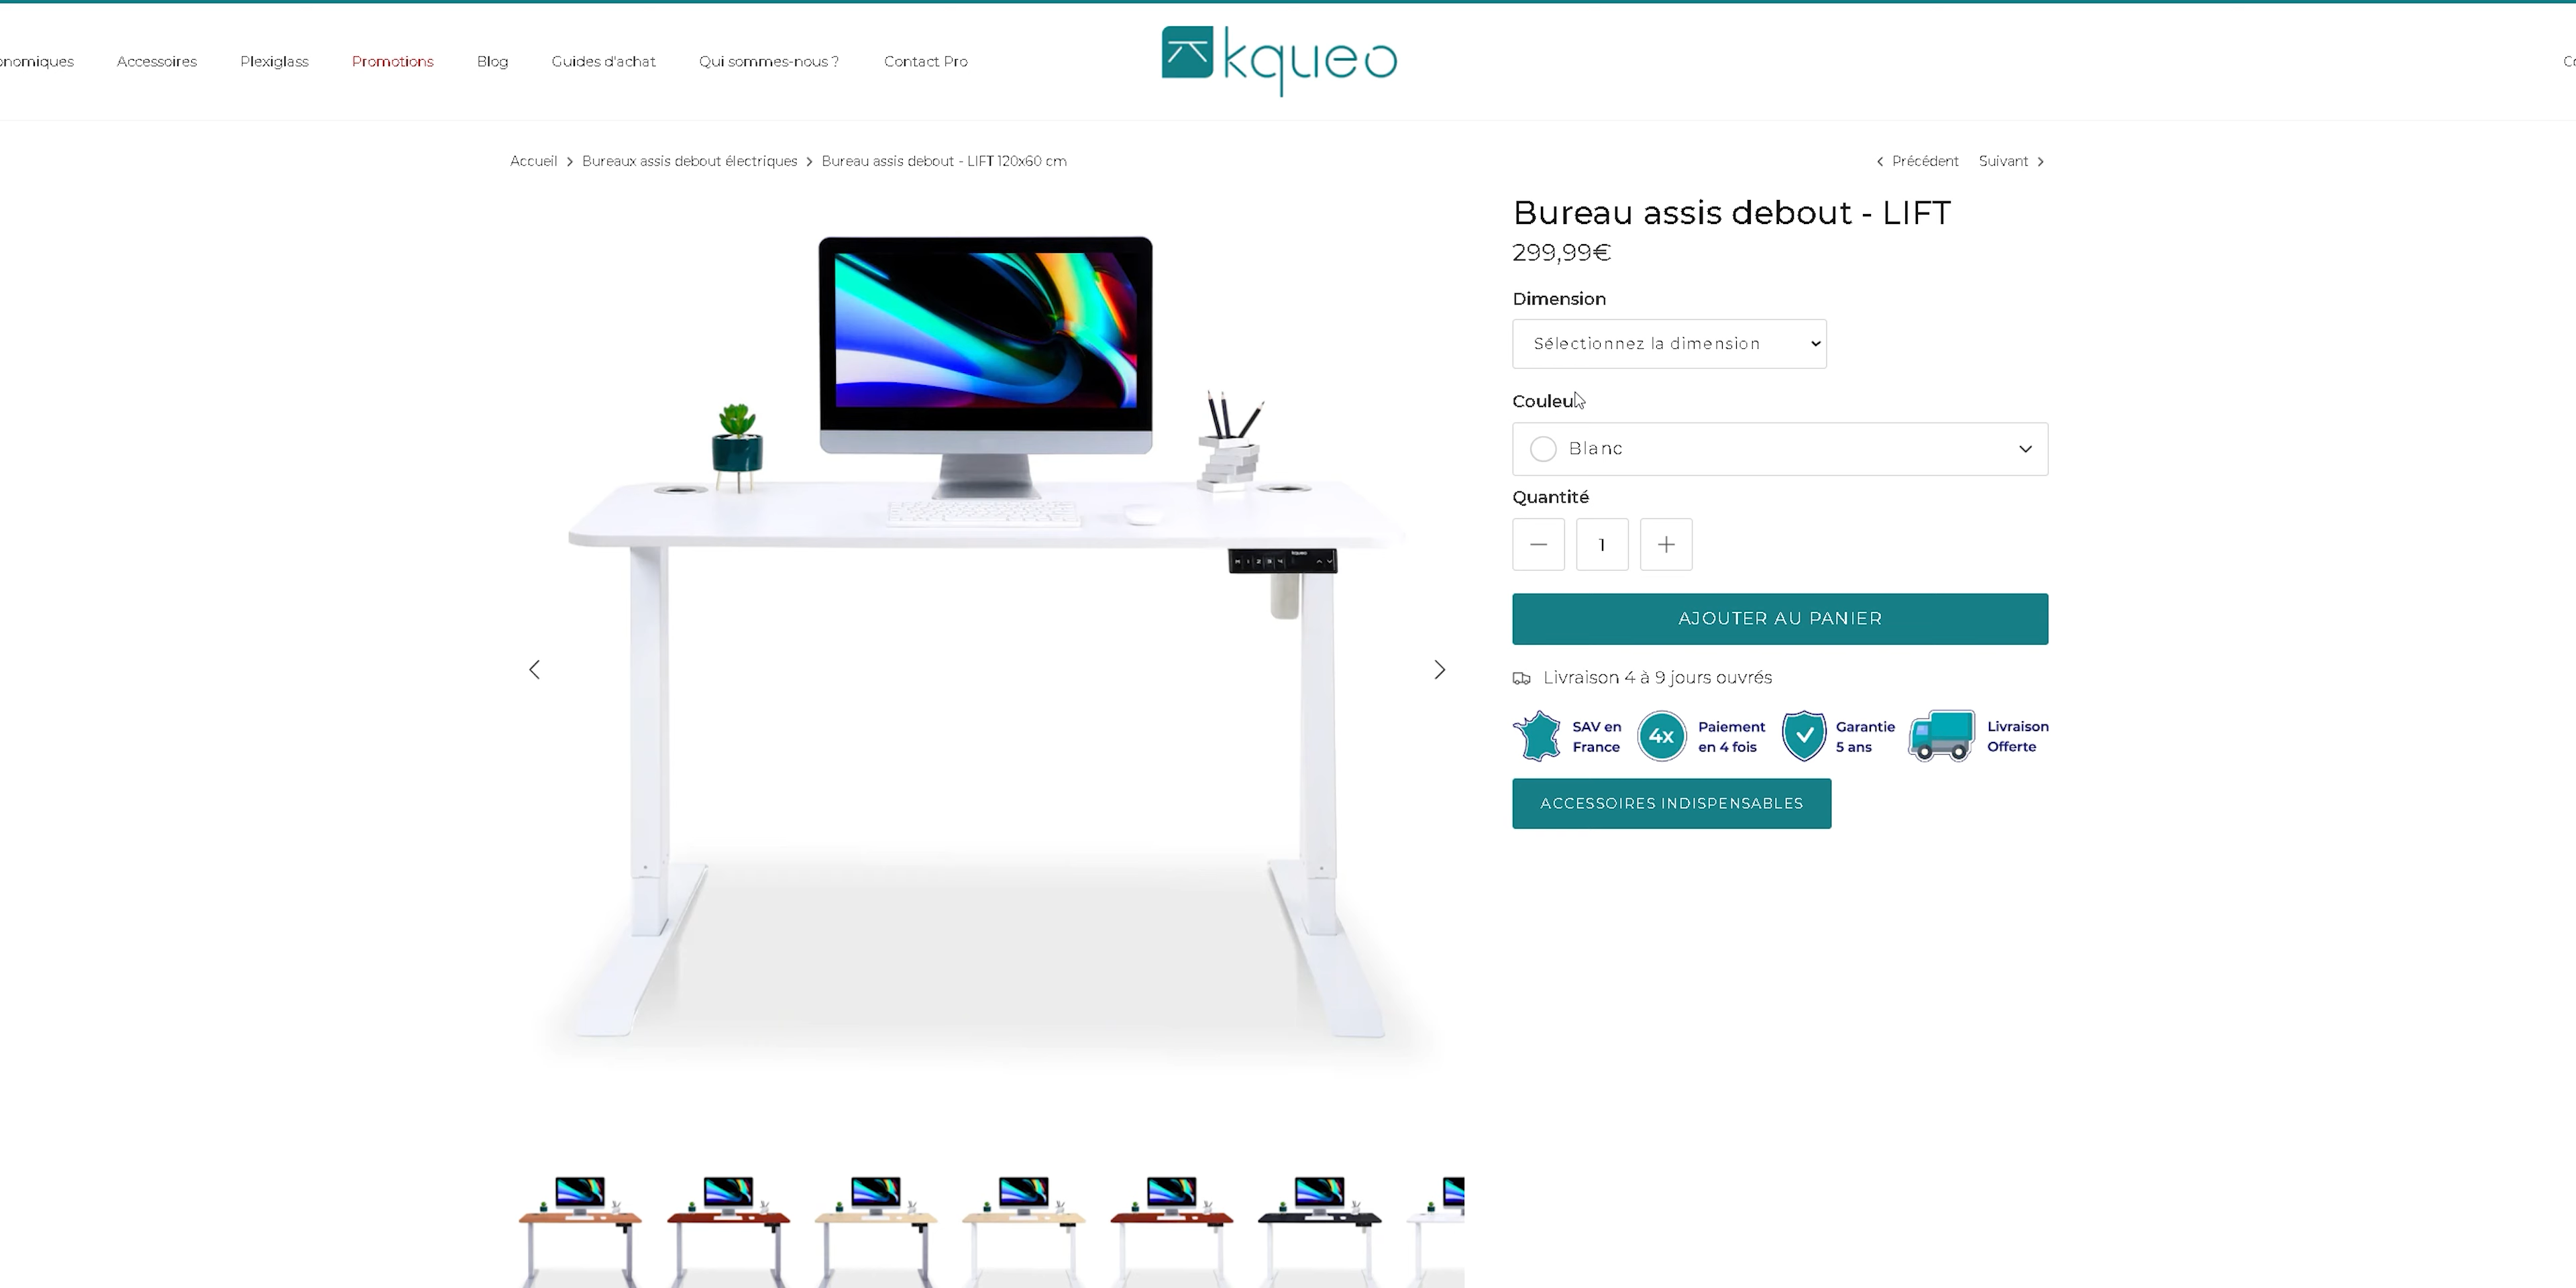 Accessoires
Plexiglass
Promotions
Blog
Guides d'achat
Qui sommes-nous ?
Contact Pro
kqueo
Accueil > Bureaux assis debout électriques > Bureau assis debout - LIFT 120x60 cm
< Précédent Suivant >
Bureau assis debout - LIFT
299,99€
Dimension
Sélectionnez la dimension
Couleu
Blanc
Quantité
1
AJOUTER AU PANIER
Livraison 4 à 9 jours ouvrés
SAV en
France
4x
Paiement
en 4 fois
Garantie
5 ans
Livraison
Offerte
ACCESSOIRES INDISPENSABLES